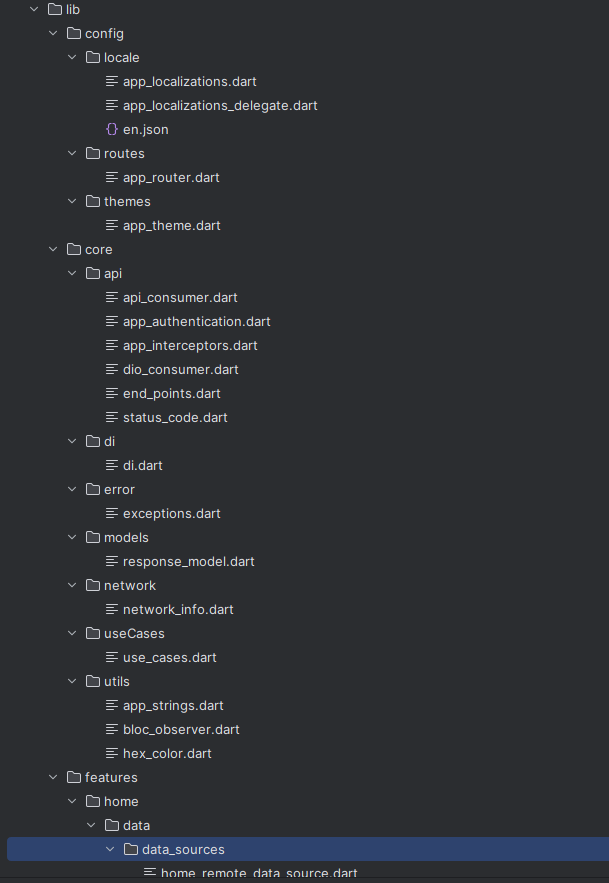 lib
config
locale
app_localizations.dart
app_localizations_delegate.dart
en.json
routes
app_router.dart
themes
app_theme.dart
core
api
api_consumer.dart
app_authentication.dart
app_interceptors.dart
dio_consumer.dart
end_points.dart
status_code.dart
di
di.dart
error
exceptions.dart
models
response_model.dart
network
network_info.dart
useCases
use_cases.dart
utils
app_strings.dart
bloc_observer.dart
hex_color.dart
features
home
data
data_sources
home_remote_data_source.dart